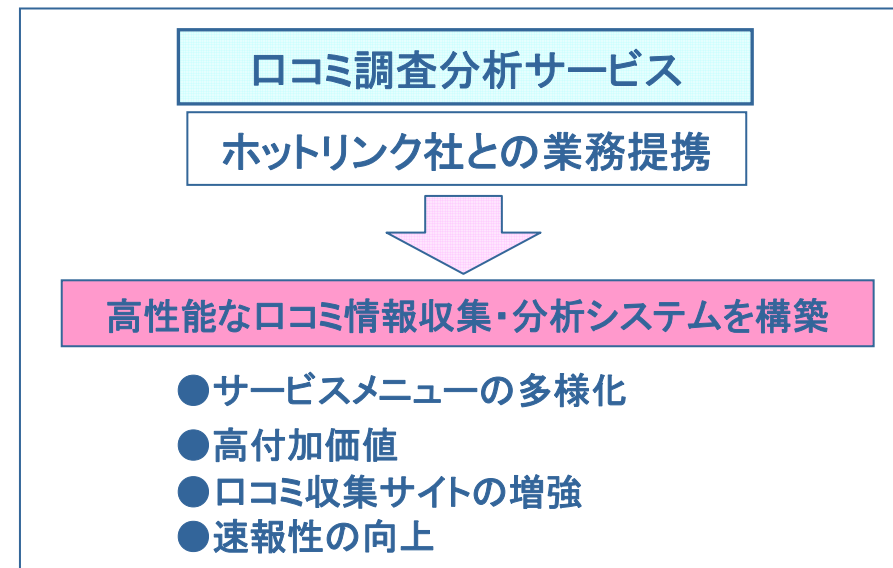 口コミ調査分析サービス
ホットリンク社との業務提携
高性能な口コミ情報収集・分析システムを構築
●サービスメニューの多様化
●高付加価値
●口コミ収集サイトの増強
●速報性の向上